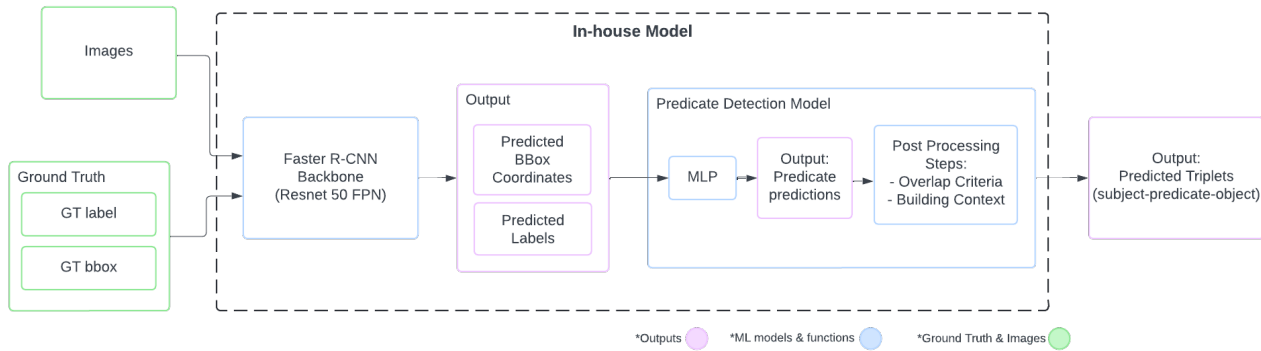 In-house Model
Images
Ground Truth
GT label
GT bbox
Faster R-CNN
Backbone
(Resnet 50 FPN)
Output
Predicted
BBox
Coordinates
Predicted
Labels
Predicate Detection Model
MLP
Output:
Predicate
predictions
Post Processing
Steps:
- Overlap Criteria
- Building Context
Output:
Predicted Triplets
(subject-predicate-object)
*Outputs
*ML models & functions
*Ground Truth & Images